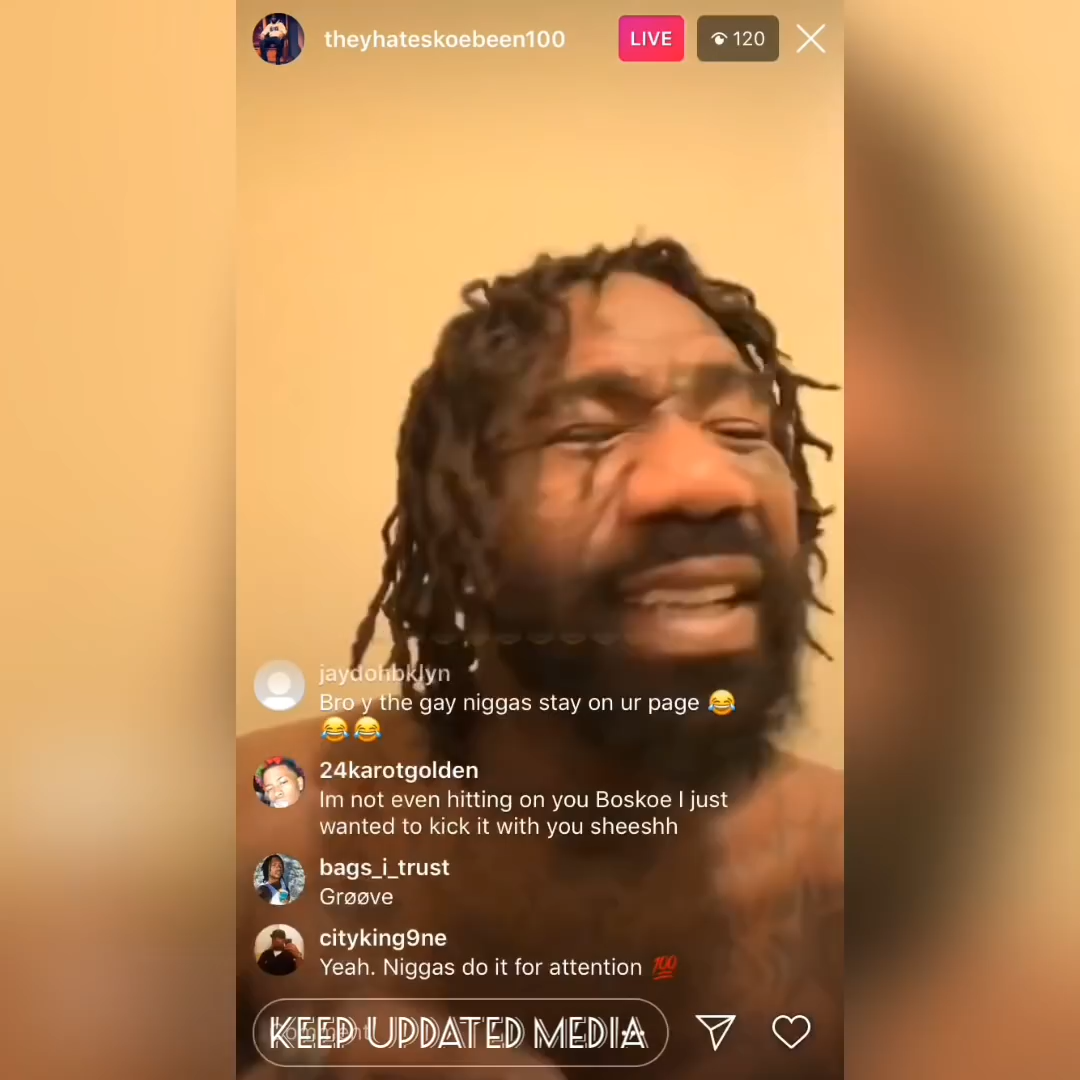 theyhateskoebeen100
LIVE
120
jaydohbklyn
Bro y the gay niggas stay on ur page 😂
😂😂
24karotgolden
Im not even hitting on you Boskoe I just
wanted to kick it with you sheeshh
bags_i_trust
Grøøve
cityking9ne
Yeah. Niggas do it for attention 💯
Comment
KEEP UPDATED MEDIA